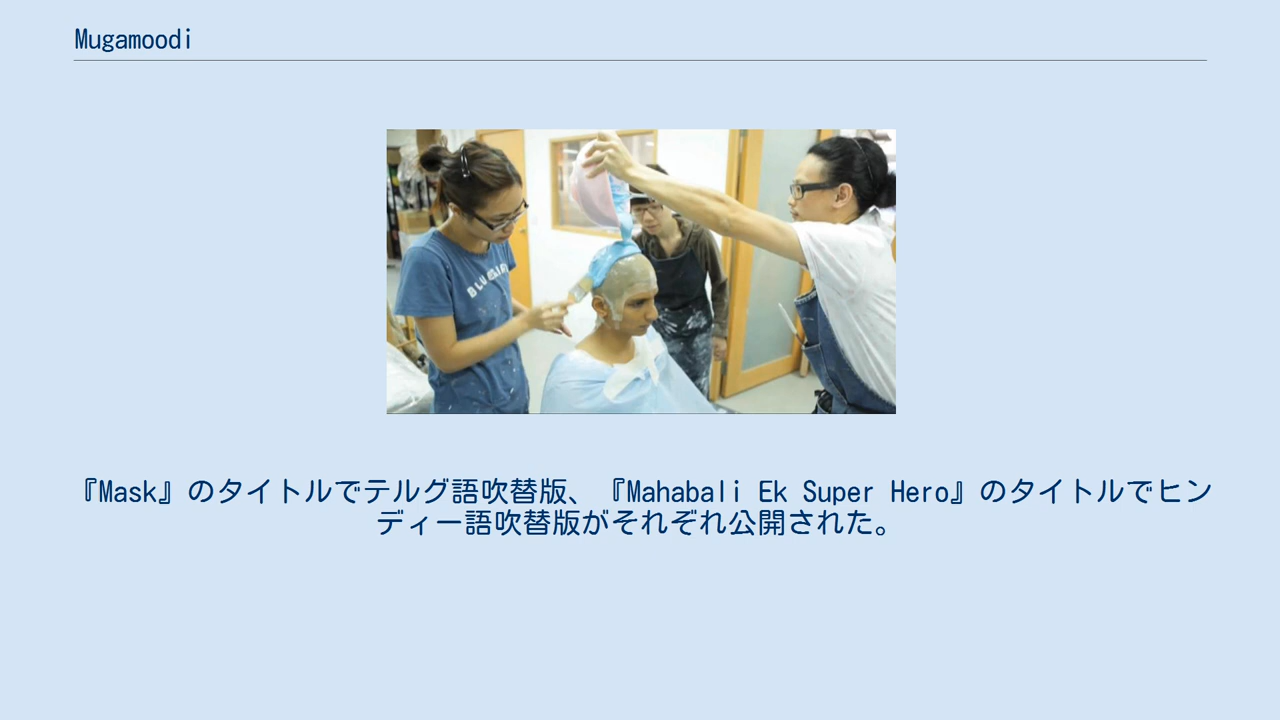 Mugamoodi
『Mask』のタイトルでテルグ語吹替版、『Mahabali Ek Super Hero』のタイトルでヒン
ディー語吹替版がそれぞれ公開された。